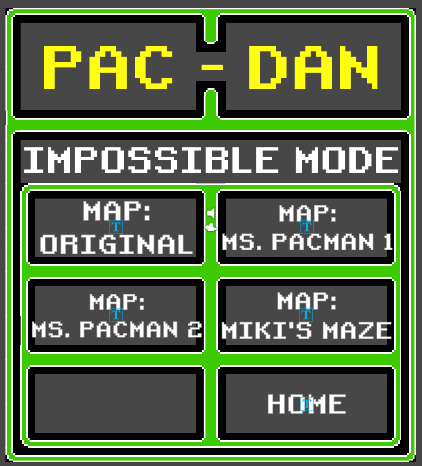 PAC - DAN
IMPOSSIBLE MODE
MAP:
ORIGINAL
MAP:
MS. PACMAN 1
MAP:
MS. PACMAN 2
MAP:
MIKI'S MAZE
HOME